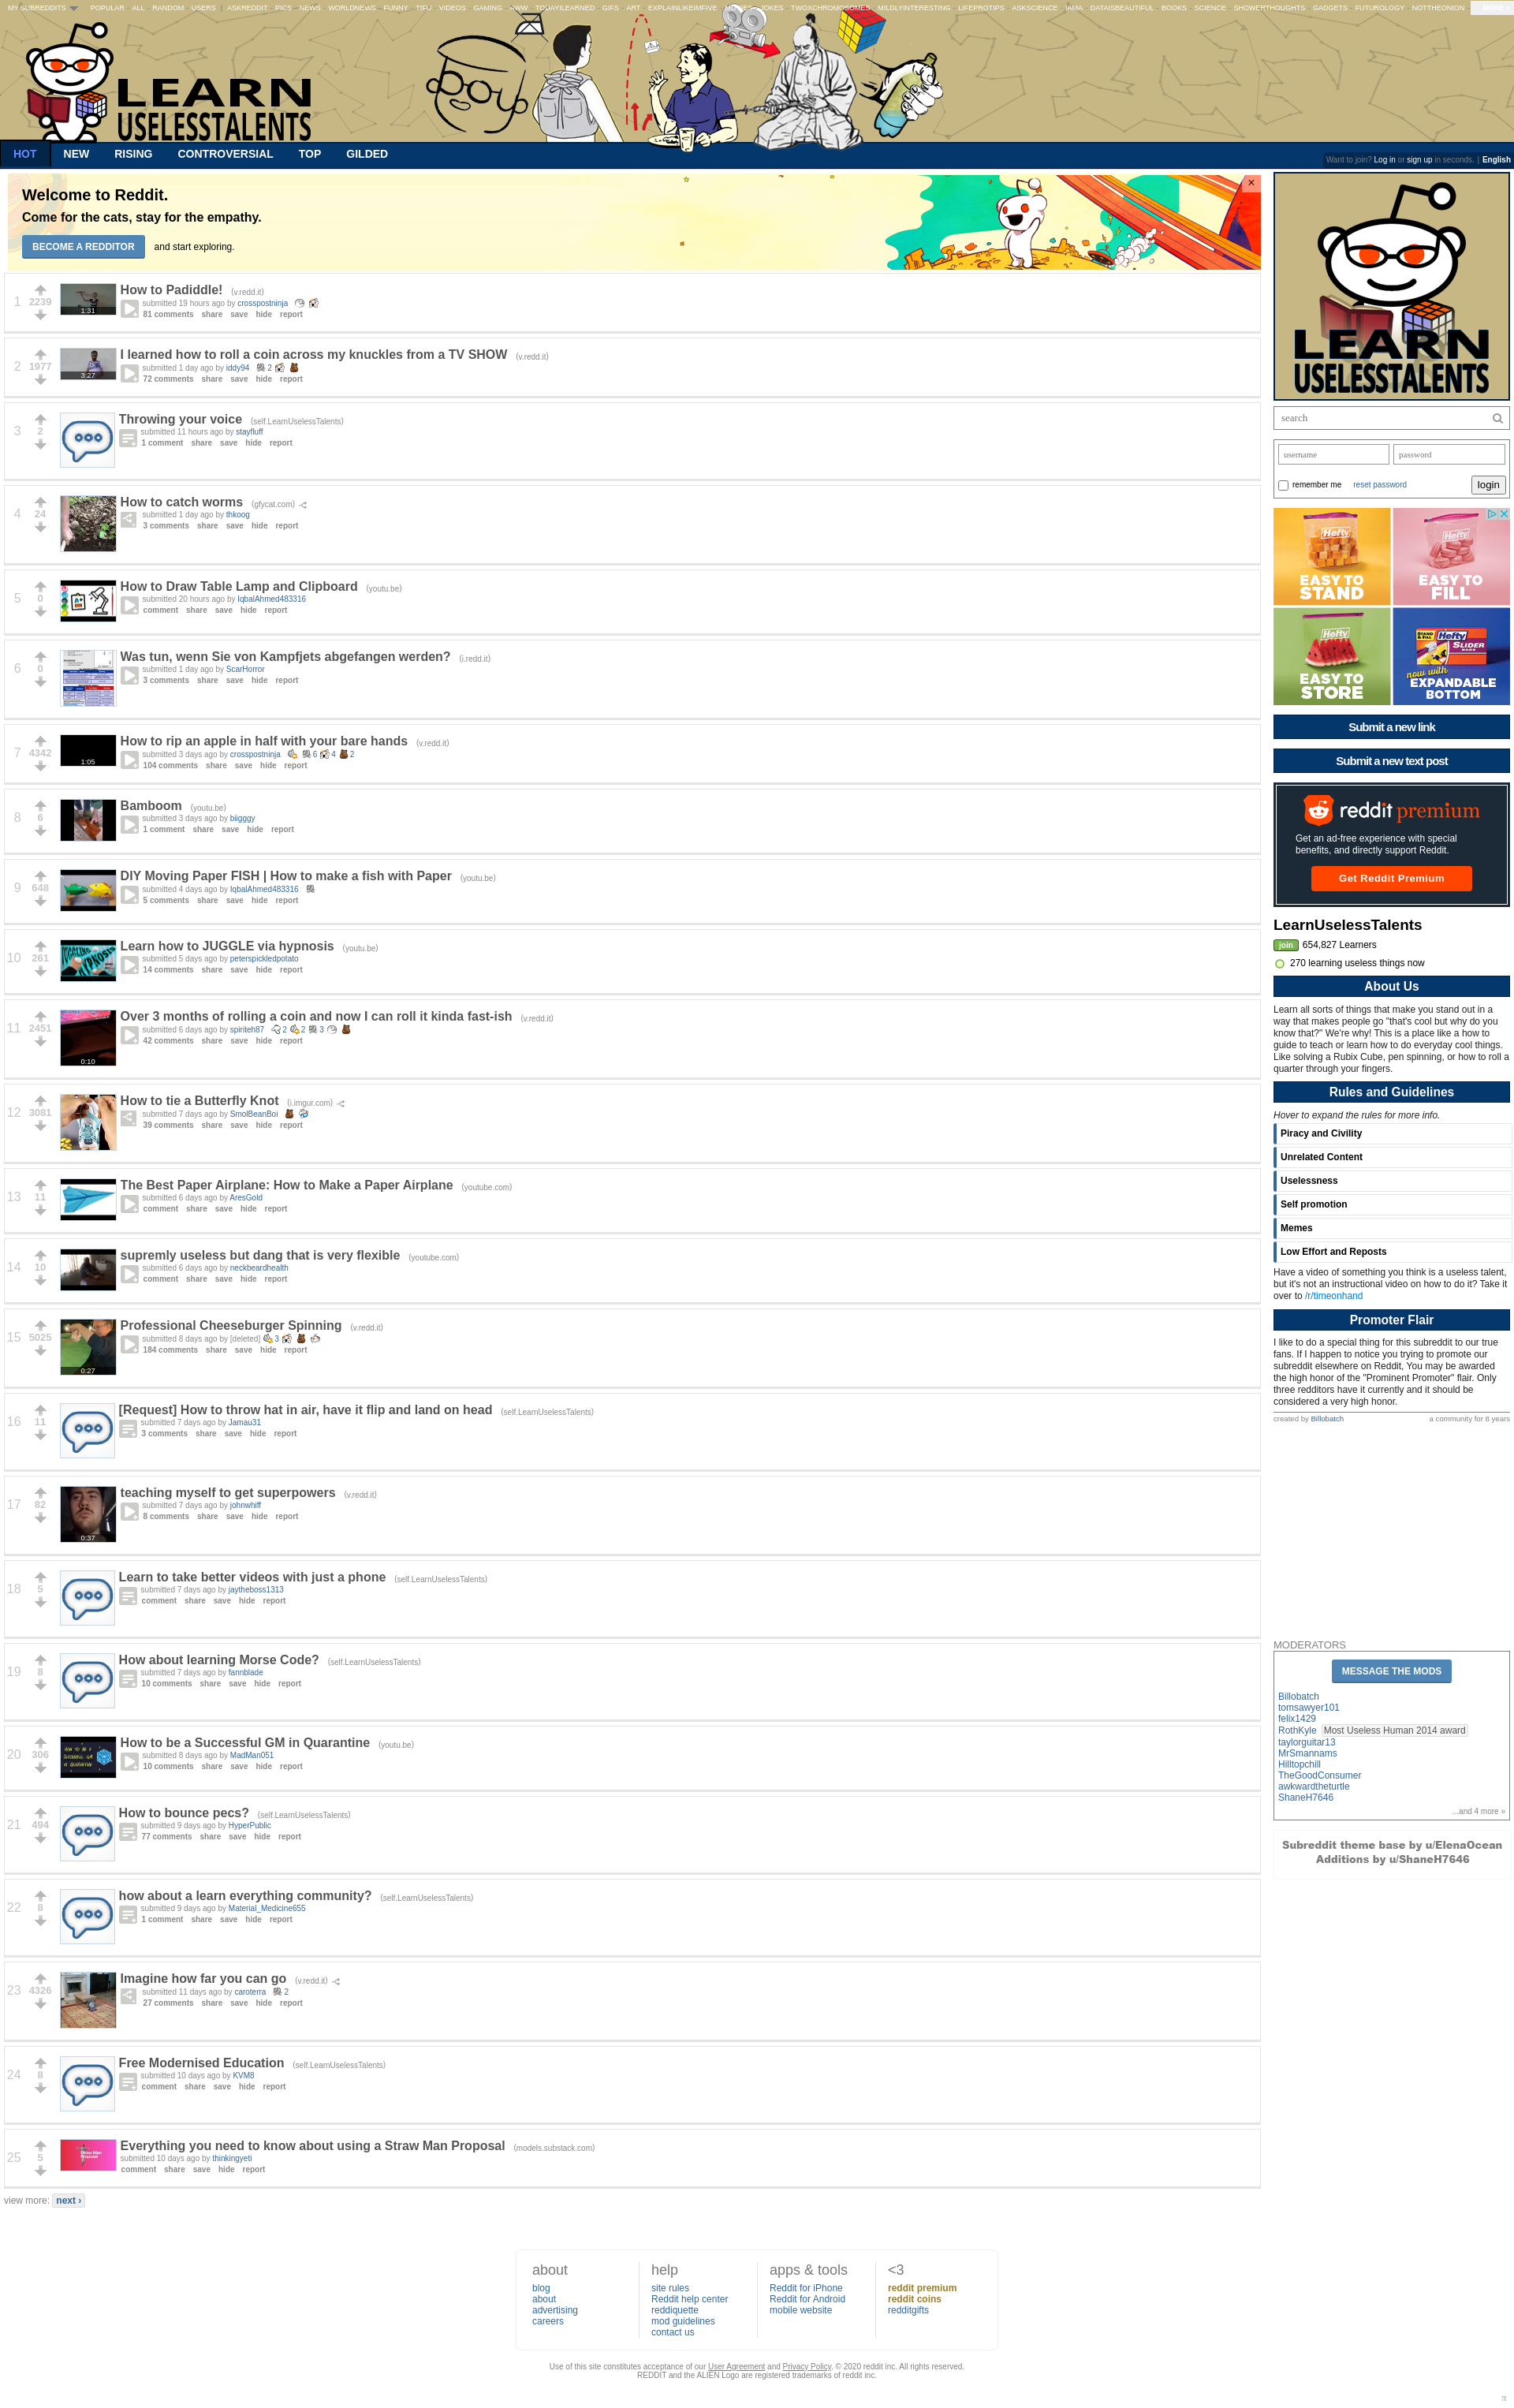 MY SUBREDDITS POPULAR ALL RANDOM USERS | ASKREDDIT PICS NEWS WORLDNEWS FUNNY TIFU VIDEOS GAMING AWW TODAYILEARNED GIFS ART EXPLAINLIKEIMFIVE MOVIES JOKES TWOXCHROMOSOMES MILDLYINTERESTING LIFEPROTIPS ASKSCIENCE IAMA DATAISBEAUTIFUL BOOKS SCIENCE SHOWERTHOUGHTS GADGETS FUTUROLOGY NOTTHEONION
LEARN
USELESSTALENTS
HOT NEW RISING CONTROVERSIAL TOP GILDED
Want to join? Log in or sign up in seconds. | English
Welcome to Reddit.
Come for the cats, stay for the empathy.
BECOME A REDDITOR and start exploring.
1 2239 1:31 How to Padiddle! (v.redd.it)
submitted 19 hours ago by crosspostninja
81 comments share save hide report
2 1977 3:27 I learned how to roll a coin across my knuckles from a TV SHOW (v.redd.it)
submitted 1 day ago by iddy94 2
72 comments share save hide report
3 2 Throwing your voice (self.LearnUselessTalents)
submitted 11 hours ago by stayfluff
1 comment share save hide report
4 24 How to catch worms (gfycat.com)
submitted 1 day ago by thkoog
3 comments share save hide report
5 0 How to Draw Table Lamp and Clipboard (youtu.be)
submitted 20 hours ago by IqbalAhmed483316
comment share save hide report
6 0 Was tun, wenn Sie von Kampfjets abgefangen werden? (i.redd.it)
submitted 1 day ago by ScarHorror
3 comments share save hide report
7 4342 1:05 How to rip an apple in half with your bare hands (v.redd.it)
submitted 3 days ago by crosspostninja 6 4 2
104 comments share save hide report
8 6 Bamboom (youtu.be)
submitted 3 days ago by biigggy
1 comment share save hide report
9 648 DIY Moving Paper FISH | How to make a fish with Paper (youtu.be)
submitted 4 days ago by IqbalAhmed483316
5 comments share save hide report
10 261 Learn how to JUGGLE via hypnosis (youtu.be)
submitted 5 days ago by peterspickledpotato
14 comments share save hide report
11 2451 0:10 Over 3 months of rolling a coin and now I can roll it kinda fast-ish (v.redd.it)
submitted 6 days ago by spiriteh87 2 2 3
42 comments share save hide report
12 3081 How to tie a Butterfly Knot (i.imgur.com)
submitted 7 days ago by SmolBeanBoi
39 comments share save hide report
13 11 The Best Paper Airplane: How to Make a Paper Airplane (youtube.com)
submitted 6 days ago by AresGold
comment share save hide report
14 10 supremly useless but dang that is very flexible (youtube.com)
submitted 6 days ago by neckbeardhealth
comment share save hide report
15 5025 0:27 Professional Cheeseburger Spinning (v.redd.it)
submitted 8 days ago by [deleted] 3
184 comments share save hide report
16 11 [Request] How to throw hat in air, have it flip and land on head (self.LearnUselessTalents)
submitted 7 days ago by Jamau31
3 comments share save hide report
17 82 0:37 teaching myself to get superpowers (v.redd.it)
submitted 7 days ago by johnwhiff
8 comments share save hide report
18 5 Learn to take better videos with just a phone (self.LearnUselessTalents)
submitted 7 days ago by jaytheboss1313
comment share save hide report
19 8 How about learning Morse Code? (self.LearnUselessTalents)
submitted 7 days ago by fannblade
10 comments share save hide report
20 306 How to be a Successful GM in Quarantine (youtu.be)
submitted 8 days ago by MadMan051
10 comments share save hide report
21 494 How to bounce pecs? (self.LearnUselessTalents)
submitted 9 days ago by HyperPublic
77 comments share save hide report
22 8 how about a learn everything community? (self.LearnUselessTalents)
submitted 9 days ago by Material_Medicine655
1 comment share save hide report
23 4326 Imagine how far you can go (v.redd.it)
submitted 11 days ago by caroterra 2
27 comments share save hide report
24 8 Free Modernised Education (self.LearnUselessTalents)
submitted 10 days ago by KVM8
comment share save hide report
25 5 Everything you need to know about using a Straw Man Proposal (models.substack.com)
submitted 10 days ago by thinkingyeti
comment share save hide report
view more: next ›
LEARN
USELESSTALENTS
search
username password
remember me reset password login
Hefty Hefty
EASY TO STAND EASY TO FILL
Hefty Hefty SLIDER BAGS
EASY TO STORE now with EXPANDABLE BOTTOM
Submit a new link
Submit a new text post
reddit premium
Get an ad-free experience with special
benefits, and directly support Reddit.
Get Reddit Premium
LearnUselessTalents
join 654,827 Learners
270 learning useless things now
About Us
Learn all sorts of things that make you stand out in a
way that makes people go "that's cool but why do you
know that?" We're why! This is a place like a how to
guide to teach or learn how to do everyday cool things.
Like solving a Rubix Cube, pen spinning, or how to roll a
quarter through your fingers.
Rules and Guidelines
Hover to expand the rules for more info.
Piracy and Civility
Unrelated Content
Uselessness
Self promotion
Memes
Low Effort and Reposts
Have a video of something you think is a useless talent,
but it's not an instructional video on how to do it? Take it
over to /r/timeonhand
Promoter Flair
I like to do a special thing for this subreddit to our true
fans. If I happen to notice you trying to promote our
subreddit elsewhere on Reddit, You may be awarded
the high honor of the "Prominent Promoter" flair. Only
three redditors have it currently and it should be
considered a very high honor.
created by Billobatch a community for 8 years
MODERATORS
MESSAGE THE MODS
Billobatch
tomsawyer101
felix1429
RothKyle Most Useless Human 2014 award
taylorguitar13
MrSmannams
Hilltopchill
TheGoodConsumer
awkwardtheturtle
ShaneH7646
...and 4 more »
Subreddit theme base by u/ElenaOcean
Additions by u/ShaneH7646
about help apps & tools <3
blog site rules Reddit for iPhone reddit premium
about Reddit help center Reddit for Android reddit coins
advertising reddiquette mobile website redditgifts
careers mod guidelines
contact us
Use of this site constitutes acceptance of our User Agreement and Privacy Policy. © 2020 reddit inc. All rights reserved.
REDDIT and the ALIEN Logo are registered trademarks of reddit inc.
π